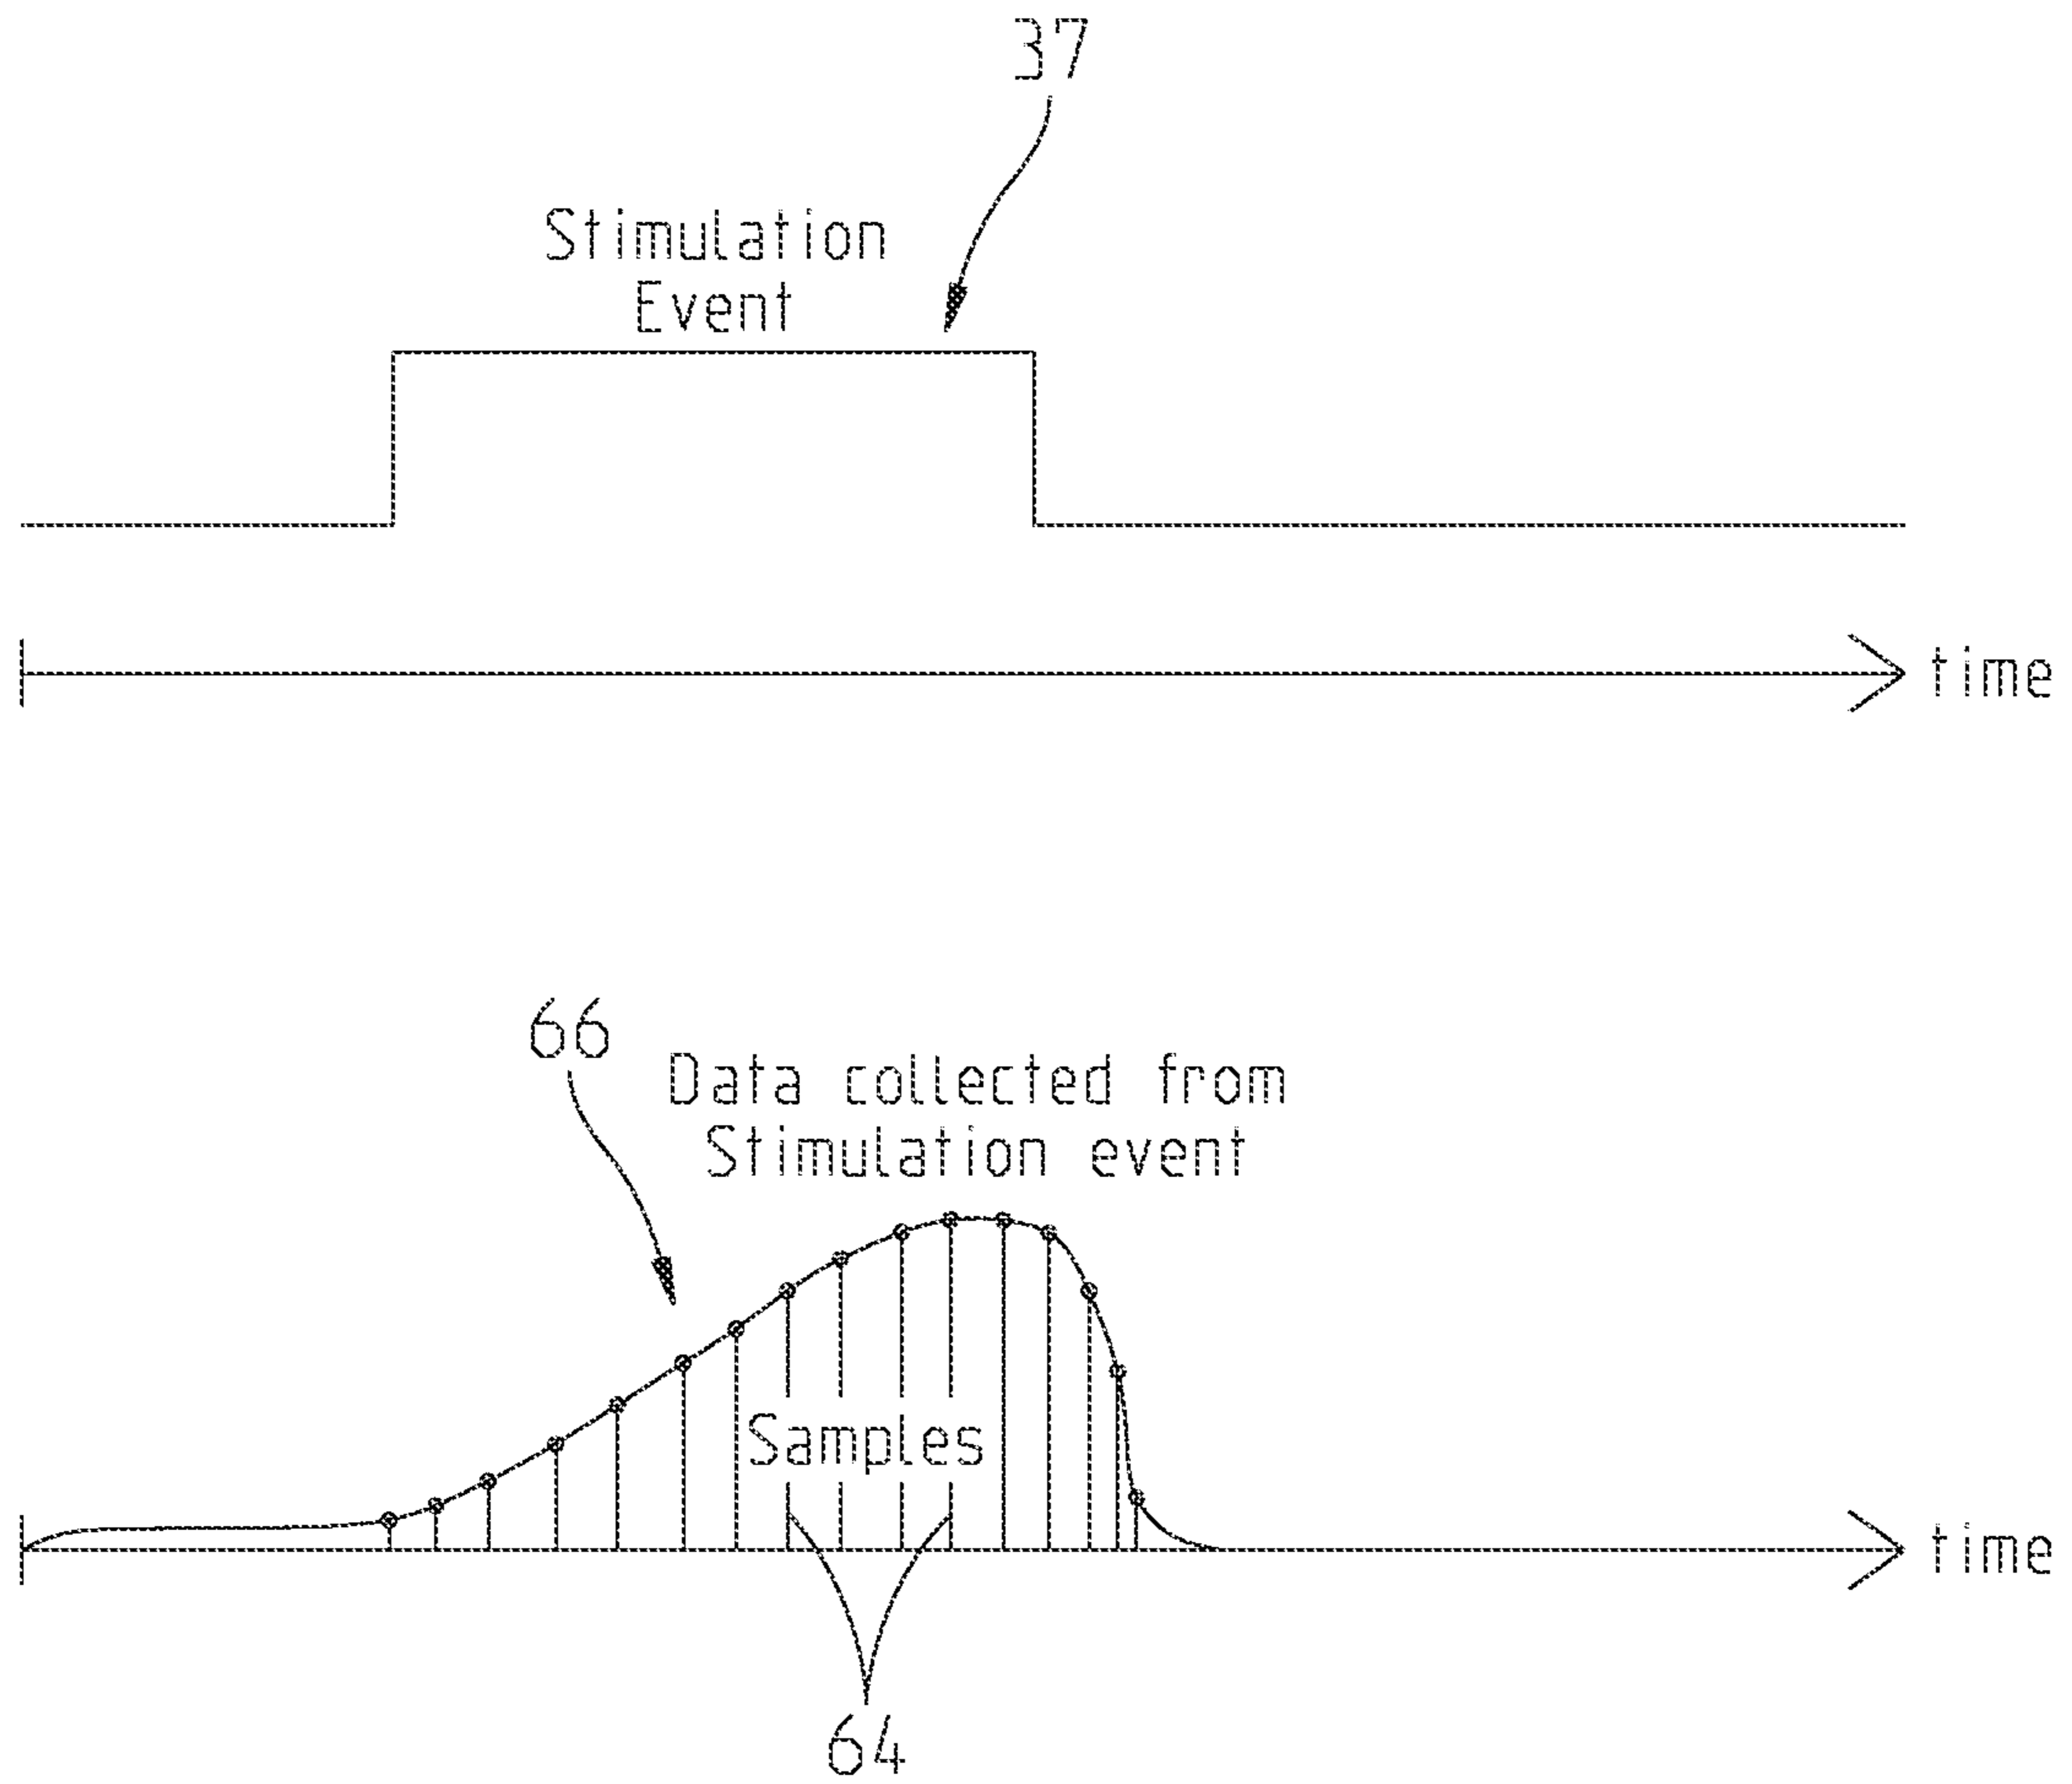 37
Stimulation
Event
time
66
Data collected from
Stimulation event
Samples
time
64